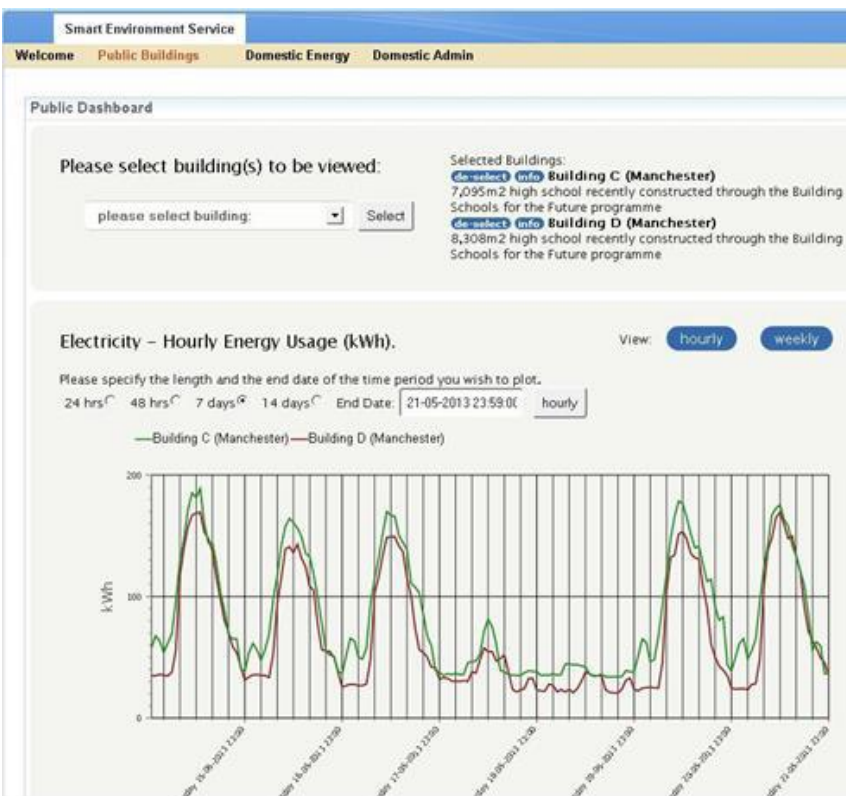 Smart Environment Service
Welcome Public Buildings Domestic Energy Domestic Admin
Public Dashboard
Please select building(s) to be viewed:
please select building:
Select
Selected Buildings:
de-select info Building C (Manchester)
7,095m2 high school recently constructed through the Building
Schools for the Future programme
de-select info Building D (Manchester)
8,308m2 high school recently constructed through the Building
Schools for the Future programme
Electricity – Hourly Energy Usage (kWh).
View: hourly weekly
Please specify the length and the end date of the time period you wish to plot.
24 hrs 48 hrs 7 days 14 days End Date: 21-05-2013 23:59:00 hourly
Building C (Manchester) Building D (Manchester)
200
kWh
100
0